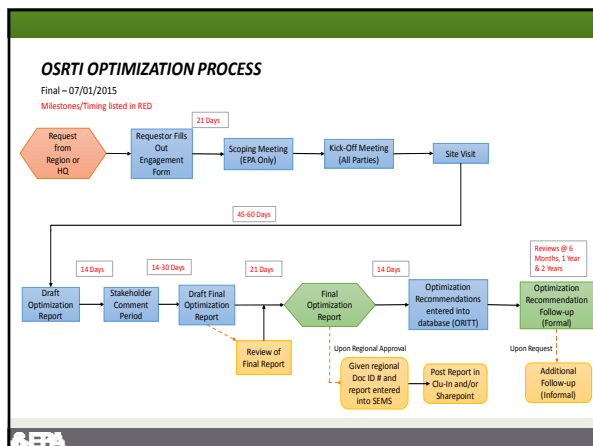 OSRTI OPTIMIZATION PROCESS
Final – 07/01/2015
Milestones/Timing listed in RED
21 Days
Request
from
Region or
HQ
Requestor Fills
Out
Engagement
Form
Scoping Meeting
(EPA Only)
Kick-Off Meeting
(All Parties)
Site Visit
45-60 Days
14 Days
14-30 Days
21 Days
14 Days
Reviews @ 6
Months, 1 Year
& 2 Years
Draft
Optimization
Report
Stakeholder
Comment
Period
Draft Final
Optimization
Report
Final
Optimization
Report
Optimization
Recommendations
entered into
database (ORITT)
Optimization
Recommendation
Follow-up
(Formal)
Review of
Final Report
Upon Regional Approval
Upon Request
Given regional
Doc ID # and
report entered
into SEMS
Post Report in
Clu-In and/or
Sharepoint
Additional
Follow-up
(Informal)
EPA